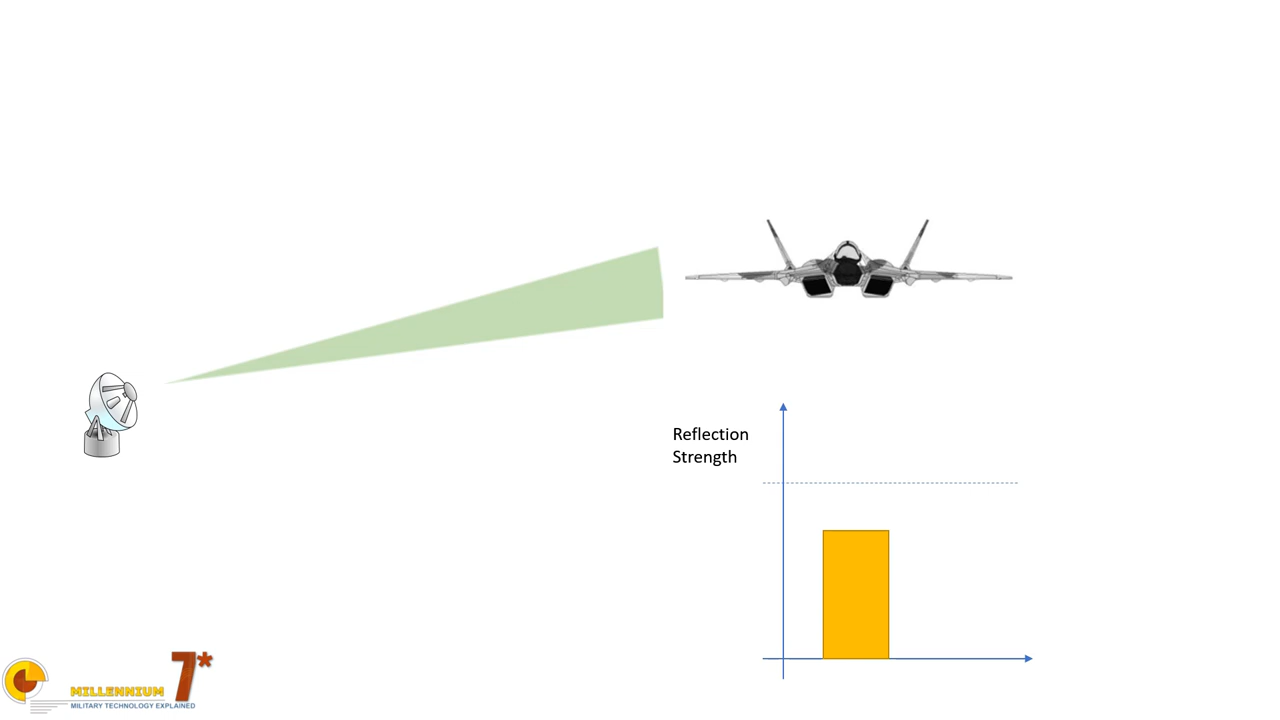 Reflection
Strength
7*
MILLENNIUM
MILITARY TECHNOLOGY EXPLAINED